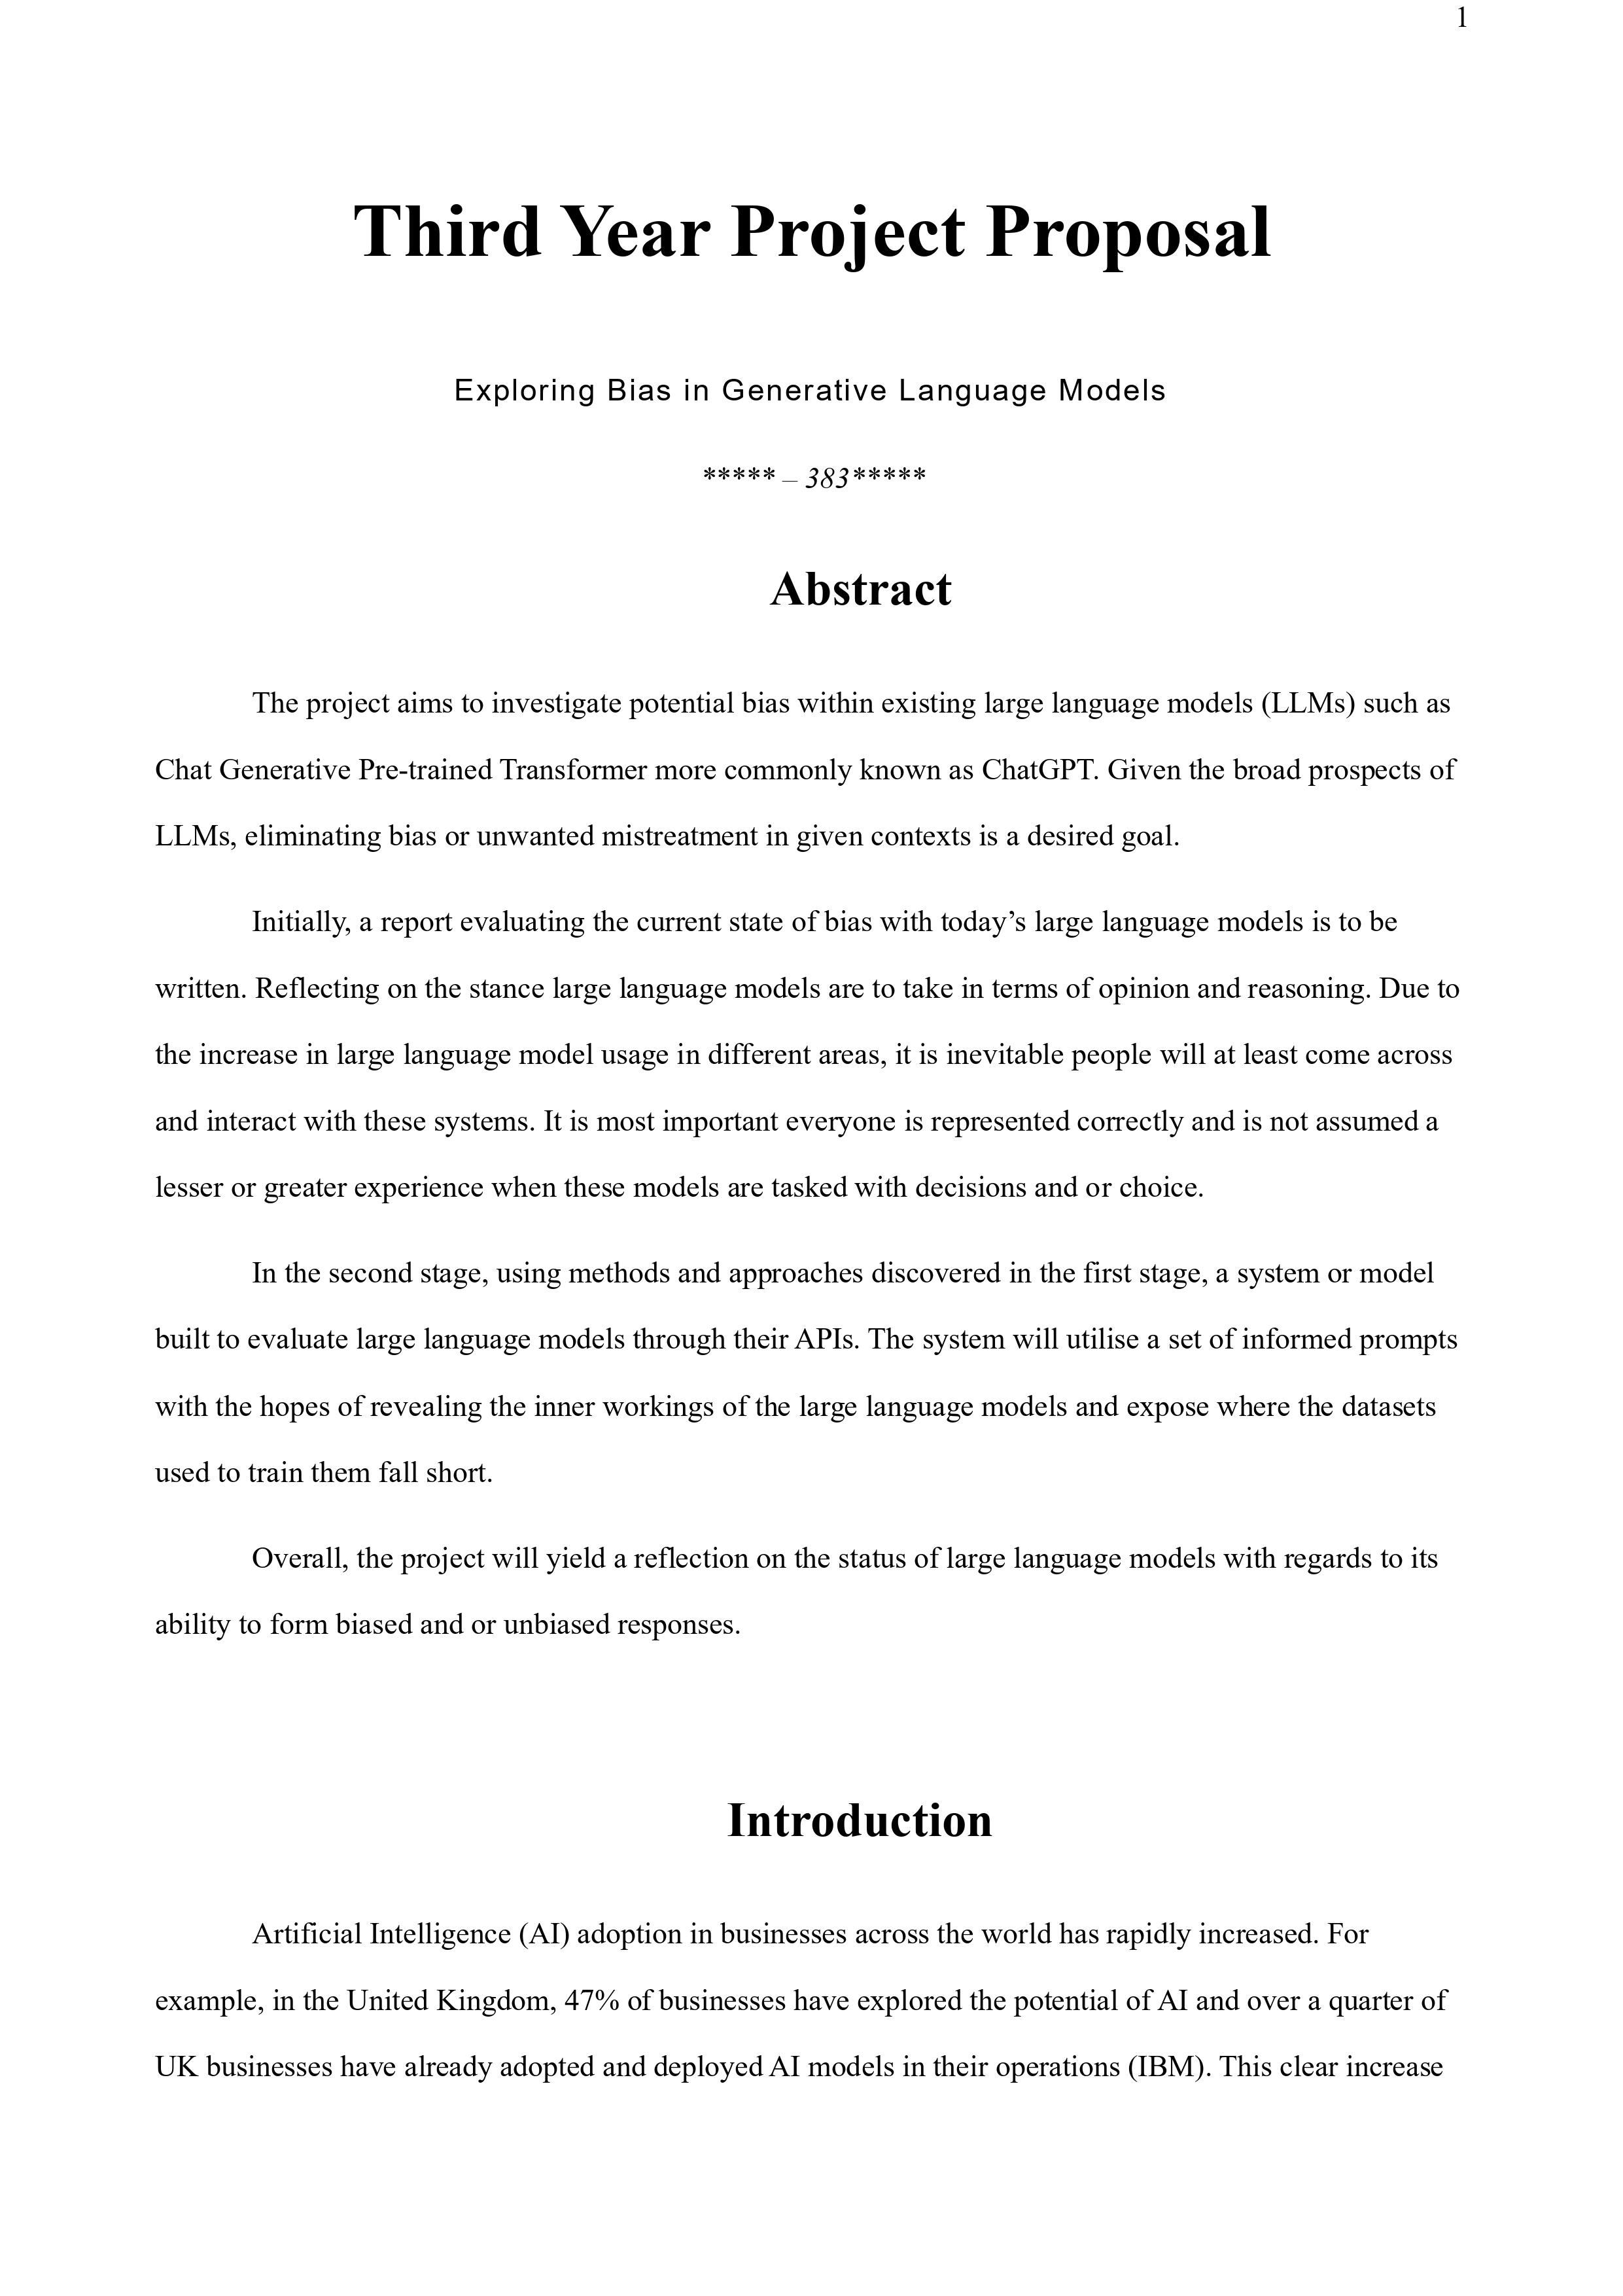 1
Third Year Project Proposal
Exploring Bias in Generative Language Models
***** – 383*****
Abstract
The project aims to investigate potential bias within existing large language models (LLMs) such as
Chat Generative Pre-trained Transformer more commonly known as ChatGPT. Given the broad prospects of
LLMs, eliminating bias or unwanted mistreatment in given contexts is a desired goal.
Initially, a report evaluating the current state of bias with today’s large language models is to be
written. Reflecting on the stance large language models are to take in terms of opinion and reasoning. Due to
the increase in large language model usage in different areas, it is inevitable people will at least come across
and interact with these systems. It is most important everyone is represented correctly and is not assumed a
lesser or greater experience when these models are tasked with decisions and or choice.
In the second stage, using methods and approaches discovered in the first stage, a system or model
built to evaluate large language models through their APIs. The system will utilise a set of informed prompts
with the hopes of revealing the inner workings of the large language models and expose where the datasets
used to train them fall short.
Overall, the project will yield a reflection on the status of large language models with regards to its
ability to form biased and or unbiased responses.
Introduction
Artificial Intelligence (AI) adoption in businesses across the world has rapidly increased. For
example, in the United Kingdom, 47% of businesses have explored the potential of AI and over a quarter of
UK businesses have already adopted and deployed AI models in their operations (IBM). This clear increase